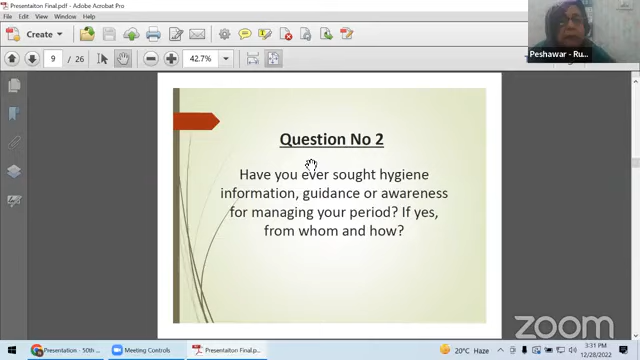 Presentaiton Final.pdf - Adobe Acrobat Pro
File Edit View Window Help
Create
9 / 26 42.7%
Peshawar - Ru...
Question No 2
Have you ever sought hygiene
information, guidance or awareness
for managing your period? If yes,
from whom and how?
zoom
Presentation - 50th ... Meeting Controls Presentaiton Final.p... 20°C Haze 3:31 PM
12/28/2022